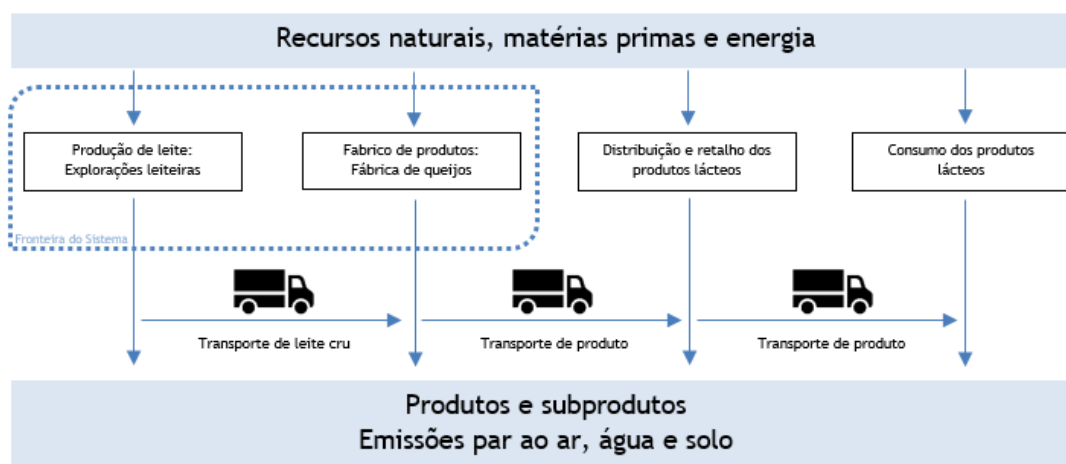 Recursos naturais, matérias primas e energia
Produção de leite:
Explorações leiteiras
Fabrico de produtos:
Fábrica de queijos
Distribuição e retalho dos
produtos lácteos
Consumo dos produtos
lácteos
Fronteira do Sistema
Transporte de leite cru
Transporte de produto
Transporte de produto
Produtos e subprodutos
Emissões par ao ar, água e solo